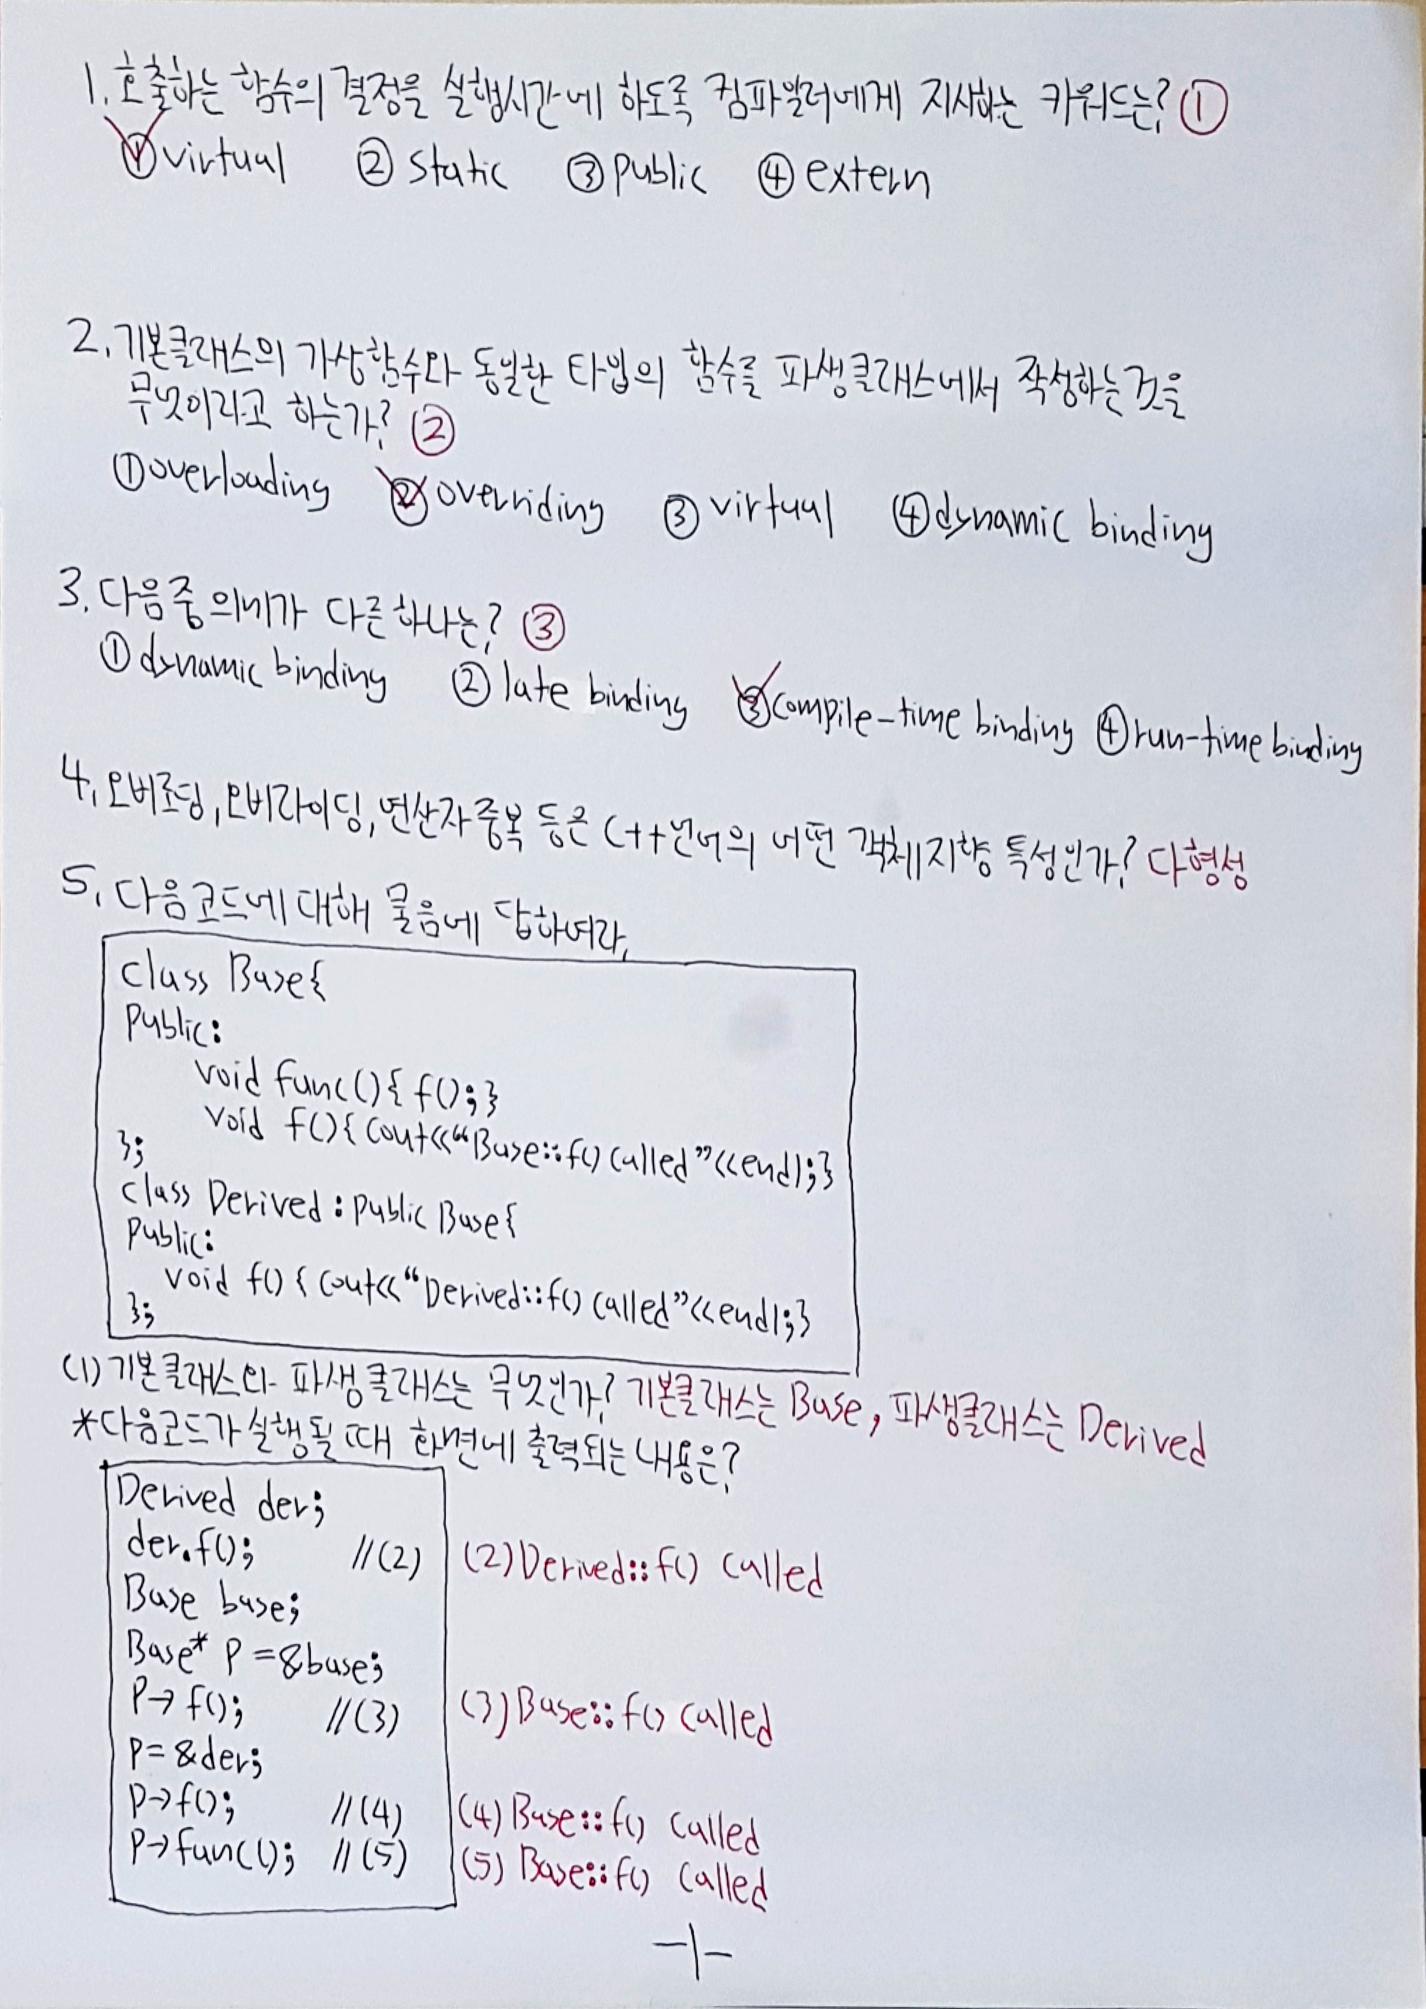 1. 호출하는 함수의 결정을 실행시간에 하도록 컴파일러에게 지시하는 키워드는? ①
① virtual ② static ③ public ④ extern
2. 기본클래스의 가상함수와 동일한 타입의 함수를 파생클래스에서 작성하는것을
무엇이라고 하는가? ②
① overloading ② overriding ③ virtual ④ dynamic binding
3. 다음중 의미가 다른하나는? ③
① dynamic binding ② late binding ③ compile-time binding ④ run-time binding
4. 오버로딩, 오버라이딩, 연산자중복 등은 C++언어의 어떤 객체지향 특성인가? 다형성
5. 다음코드에 대해 물음에 답하여라.
class Base{
public:
void func(){ f();}
void f(){cout<<"Base::f() called"<<endl;}
};
class Derived : public Base{
public:
void f() { cout<<"Derived::f() called"<<endl;}
};
(1) 기본클래스와 파생클래스는 무엇인가? 기본클래스는 Base, 파생클래스는 Derived
*다음코드가 실행될 때 화면에 출력되는 내용은?
Derived der;
der.f(); //(2) (2) Derived::f() called
Base base;
Base* p =&base;
p->f(); //(3) (3) Base::f() called
p= &der;
p->f(); //(4) (4) Base::f() called
p->func(); //(5) (5) Base::f() called
-1-